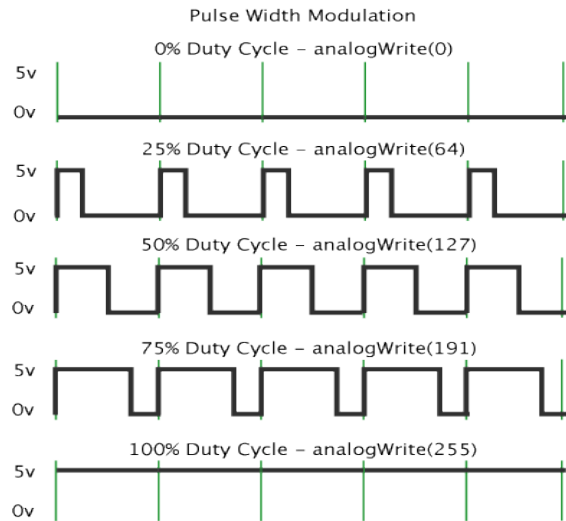 Pulse Width Modulation
0% Duty Cycle – analogWrite(0)
5v
0v
25% Duty Cycle – analogWrite(64)
5v
0v
50% Duty Cycle – analogWrite(127)
5v
0v
75% Duty Cycle – analogWrite(191)
5v
0v
100% Duty Cycle – analogWrite(255)
5v
0v